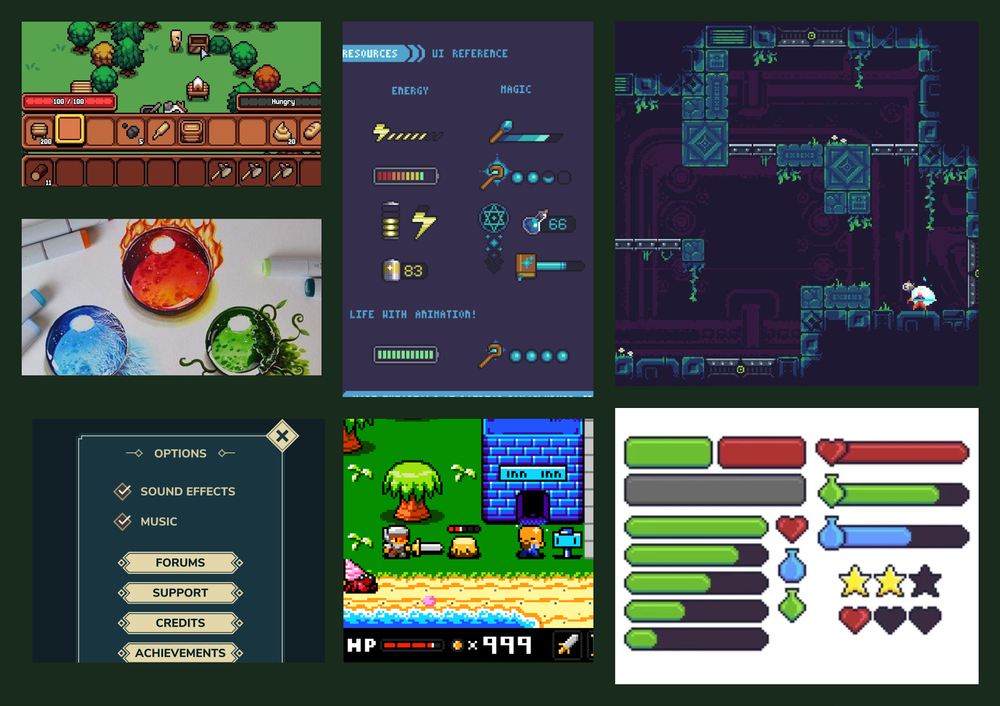 100 / 100
Hungry
200
5
20
11
RESOURCES
UI REFERENCE
ENERGY
MAGIC
66
83
LIFE WITH ANIMATION!
OPTIONS
SOUND EFFECTS
MUSIC
FORUMS
SUPPORT
CREDITS
ACHIEVEMENTS
INN INN
HP
x 999